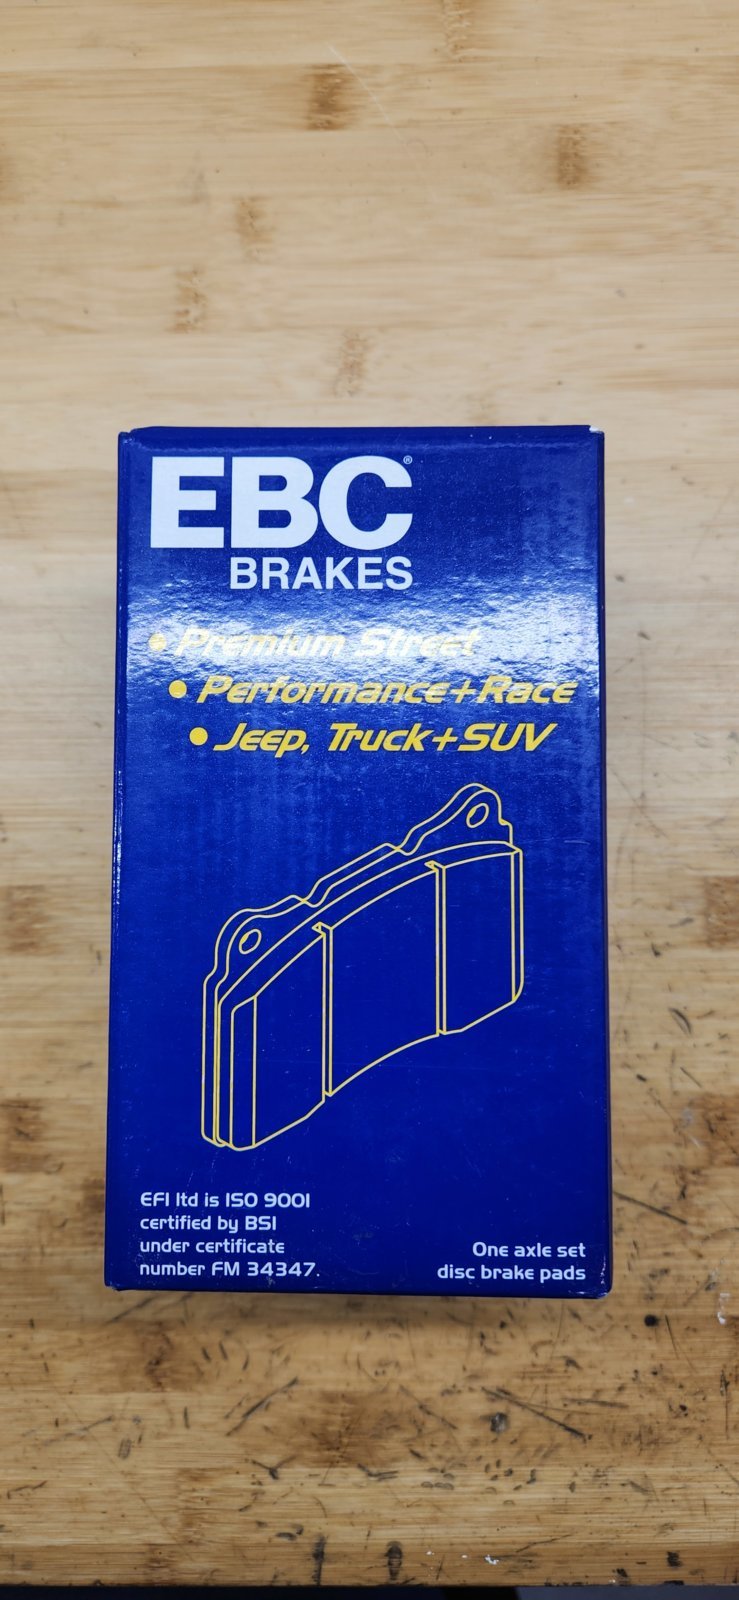 EBC®
BRAKES
• Premium Street
• Performance+Race
• Jeep, Truck+SUV
EFI ltd is ISO 9001
certified by BSI
under certificate
number FM 34347.
One axle set
disc brake pads